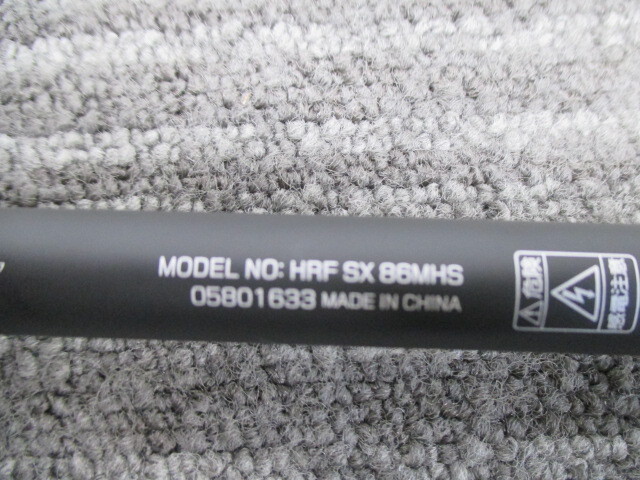 MODEL NO: HRF SX 86MHS
05801633 MADE IN CHINA
危険
感電注意